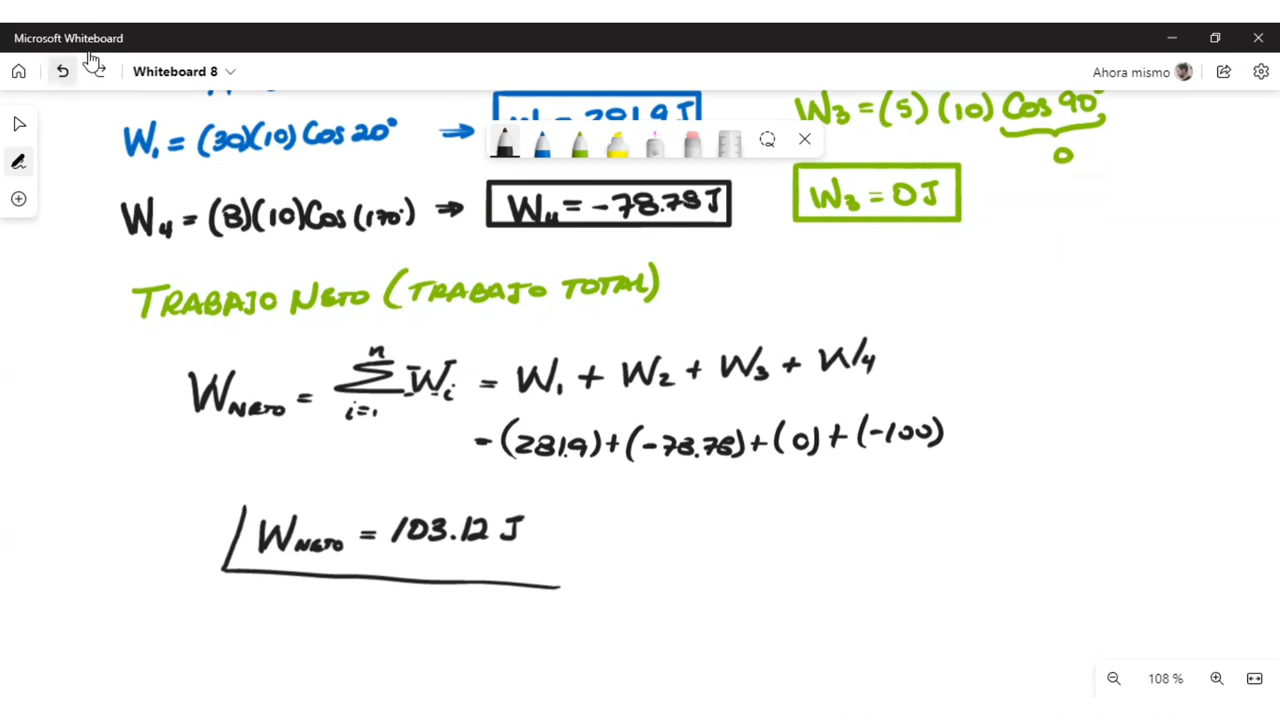 Microsoft Whiteboard
Whiteboard 8
Ahora mismo
W₁ = (30)(10) Cos 20° ⇒
281.9 J
W₃ = (5) (10) Cos 90°
0
W₄ = (8)(10) Cos (170°) ⇒ W₄ = -78.78 J
W₃ = 0 J
TRABAJO NETO (TRABAJO TOTAL)
W_NETO = Σ_{i=1}^{n} W_i = W₁ + W₂ + W₃ + W₄
= (281.9) + (-78.78) + (0) + (-100)
W_NETO = 103.12 J
108 %